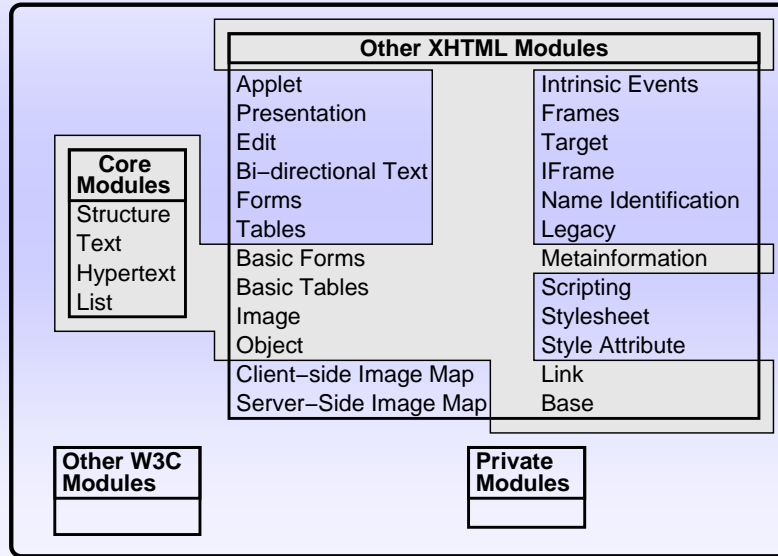 Other XHTML Modules
Applet
Presentation
Edit
Bi−directional Text
Forms
Tables
Basic Forms
Basic Tables
Image
Object
Client−side Image Map
Server−Side Image Map
Intrinsic Events
Frames
Target
IFrame
Name Identification
Legacy
Metainformation
Scripting
Stylesheet
Style Attribute
Link
Base
Core
Modules
Structure
Text
Hypertext
List
Other W3C
Modules
Private
Modules